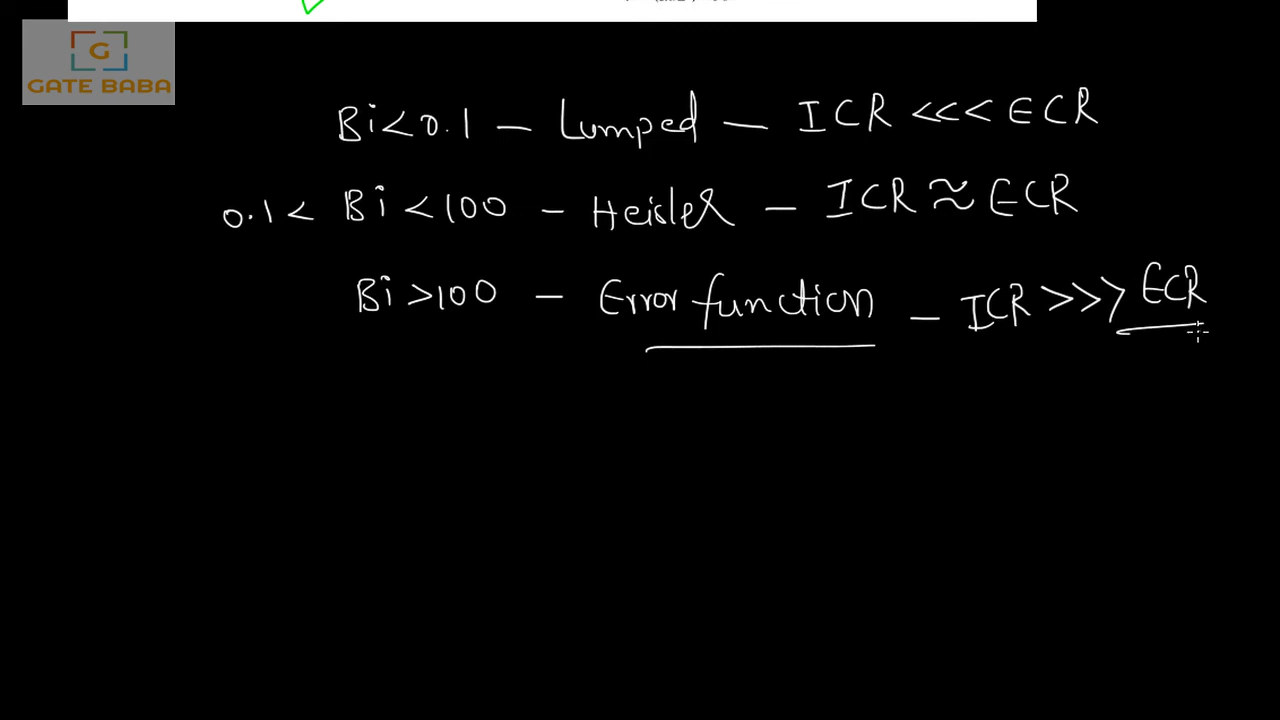 G
GATE BABA
Bi<0.1 – Lumped – ICR <<< ECR
0.1 < Bi < 100 – Heisler – ICR ≈ ECR
Bi >100 – Error function – ICR >>> ECR